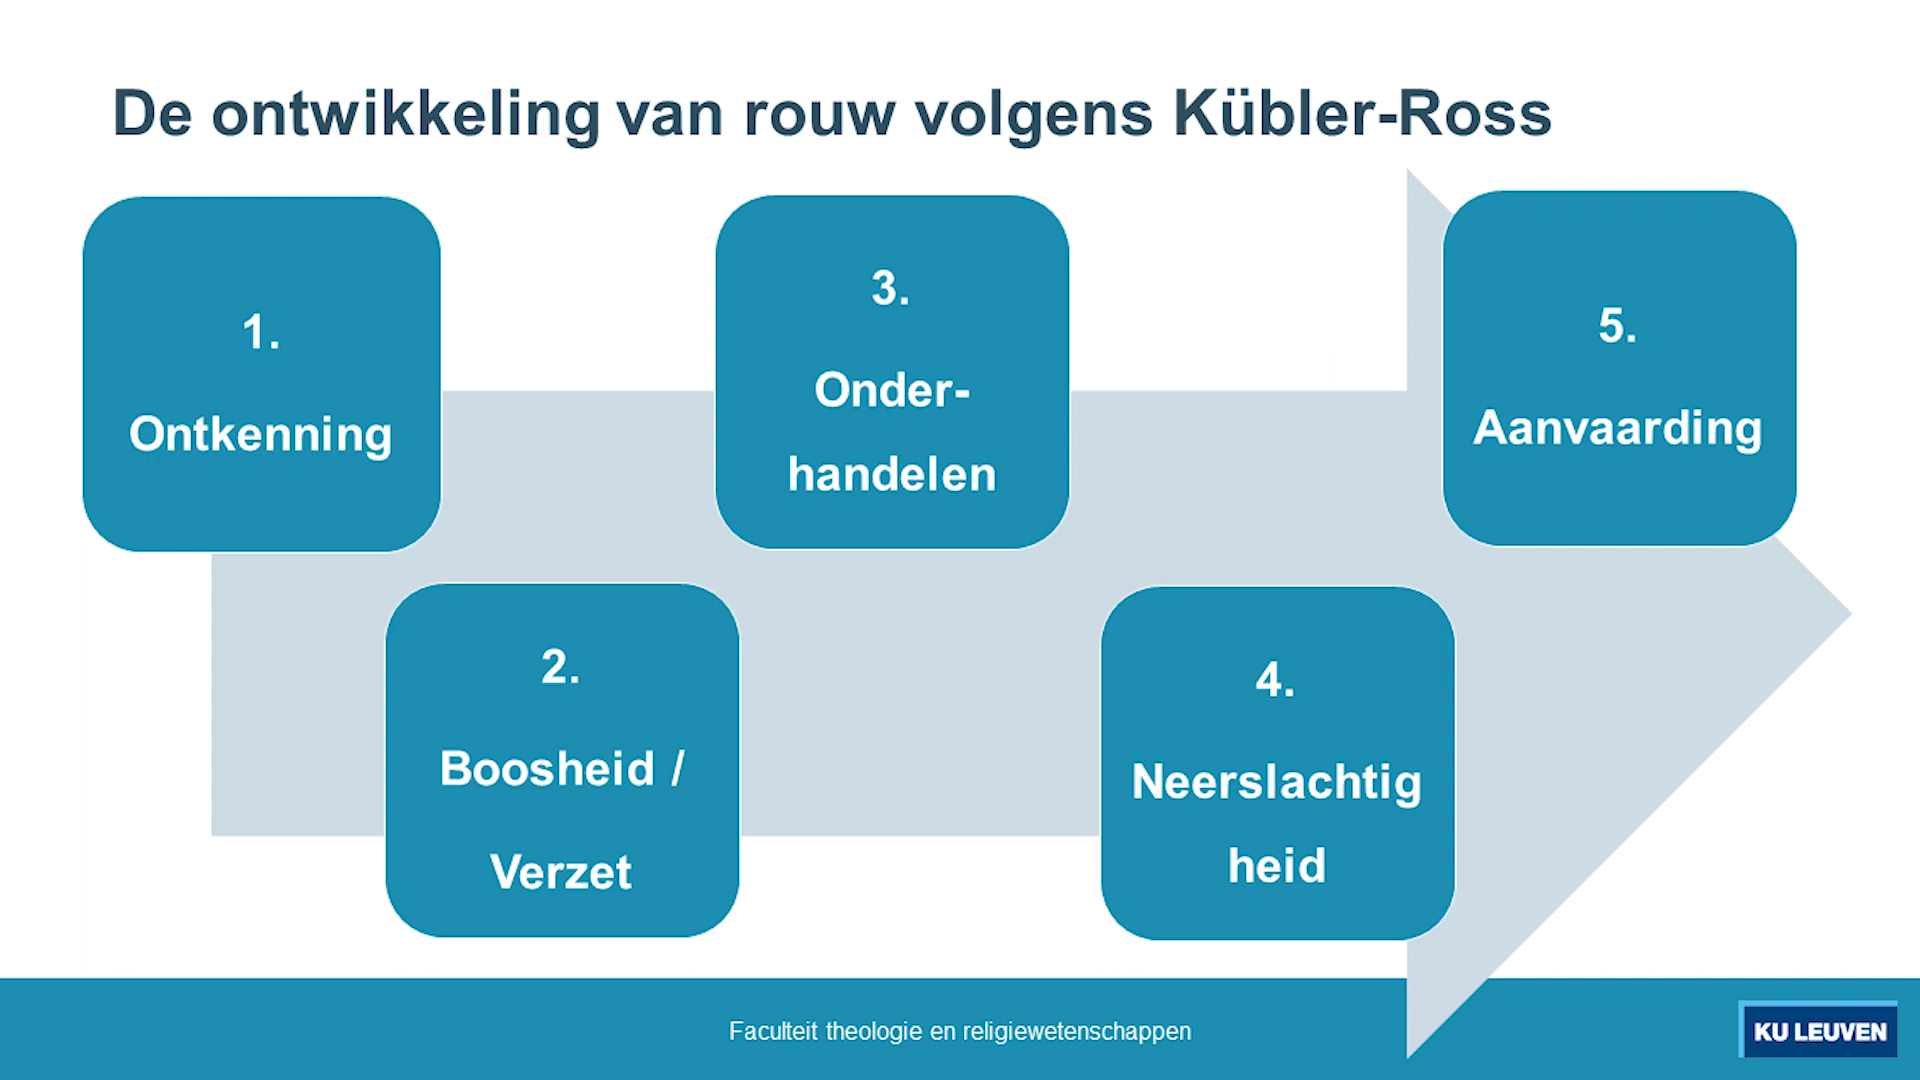 De ontwikkeling van rouw volgens Kübler-Ross
1.
Ontkenning
2.
Boosheid /
Verzet
3.
Onder-
handelen
4.
Neerslachtig
heid
5.
Aanvaarding
Faculteit theologie en religiewetenschappen
KU LEUVEN